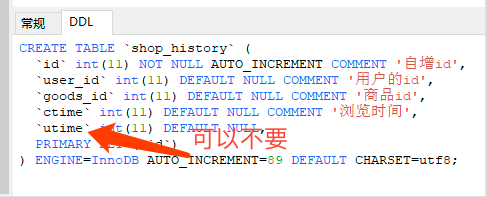 常规 DDL
CREATE TABLE `shop_history` (
`id` int(11) NOT NULL AUTO_INCREMENT COMMENT '自增id',
`user_id` int(11) DEFAULT NULL COMMENT '用户的id',
`goods_id` int(11) DEFAULT NULL COMMENT '商品id',
`ctime` int(11) DEFAULT NULL COMMENT '浏览时间',
`utime` int(11) DEFAULT NULL,
可以不要
PRIMARY
) ENGINE=InnoDB AUTO_INCREMENT=89 DEFAULT CHARSET=utf8;